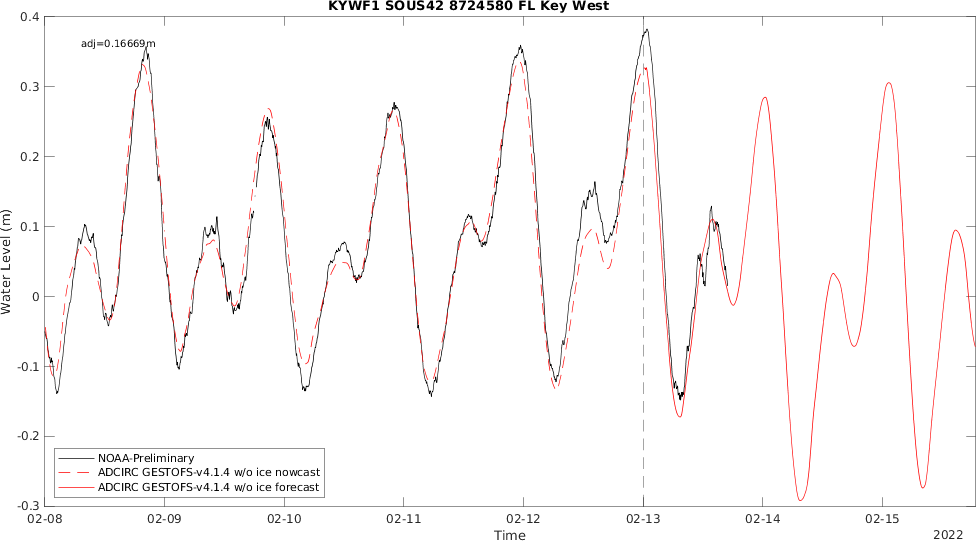 KYWF1 SOUS42 8724580 FL Key West
0.4
adj=0.16669m
0.3
0.2
0.1
0
-0.1
-0.2
-0.3
Water Level (m)
NOAA-Preliminary
ADCIRC GESTOFS-v4.1.4 w/o ice nowcast
ADCIRC GESTOFS-v4.1.4 w/o ice forecast
02-08 02-09 02-10 02-11 02-12 02-13 02-14 02-15
Time
2022